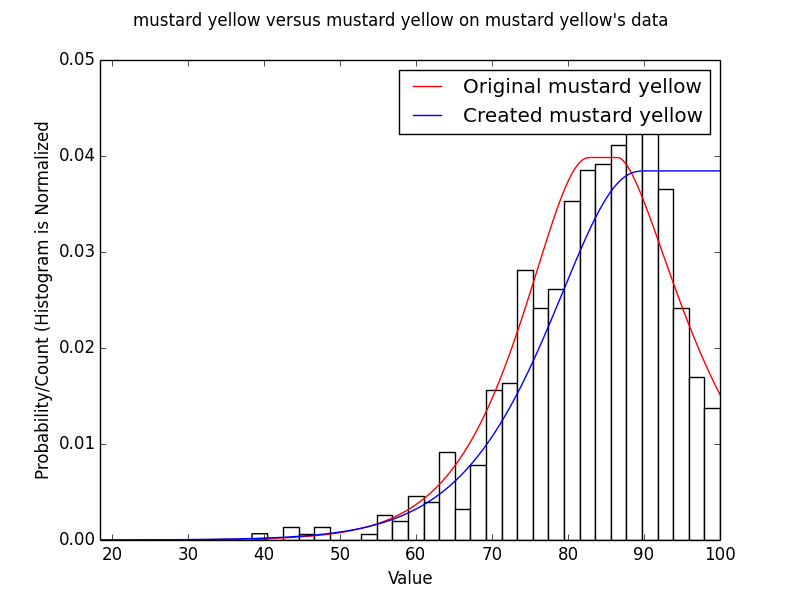 mustard yellow versus mustard yellow on mustard yellow's data
0.05
Original mustard yellow
Created mustard yellow
0.04
0.03
0.02
0.01
0.00
Probability/Count (Histogram is Normalized
20 30 40 50 60 70 80 90 100
Value